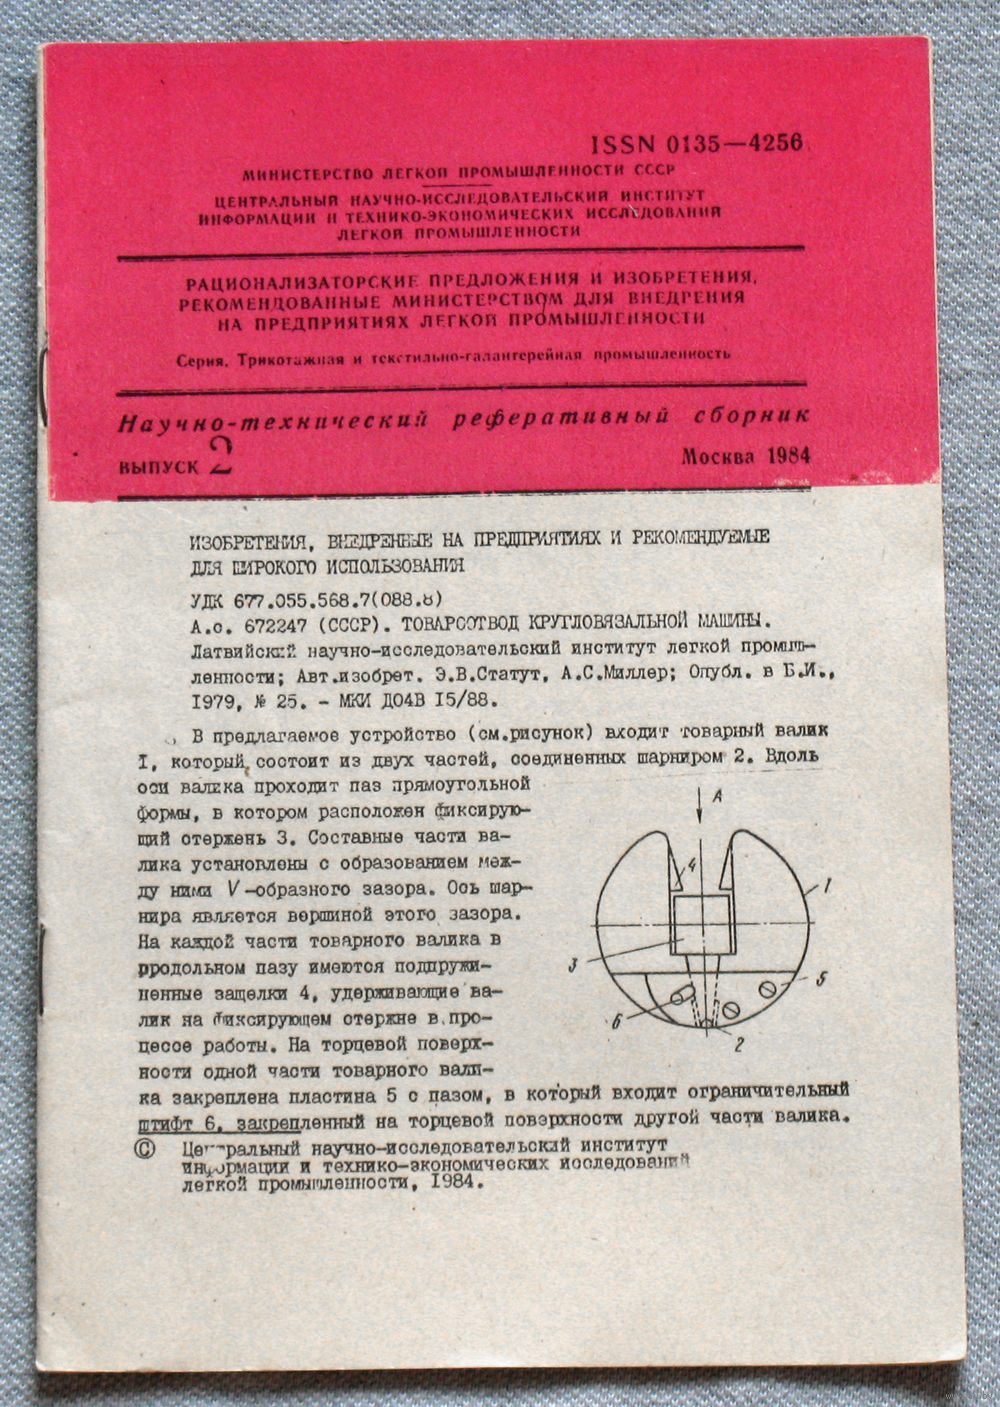 ISSN 0135—4256
МИНИСТЕРСТВО ЛЕГКОЙ ПРОМЫШЛЕННОСТИ СССР
ЦЕНТРАЛЬНЫЙ НАУЧНО-ИССЛЕДОВАТЕЛЬСКИЙ ИНСТИТУТ
ИНФОРМАЦИИ И ТЕХНИКО-ЭКОНОМИЧЕСКИХ ИССЛЕДОВАНИЙ
ЛЕГКОЙ ПРОМЫШЛЕННОСТИ
РАЦИОНАЛИЗАТОРСКИЕ ПРЕДЛОЖЕНИЯ И ИЗОБРЕТЕНИЯ,
РЕКОМЕНДОВАННЫЕ МИНИСТЕРСТВОМ ДЛЯ ВНЕДРЕНИЯ
НА ПРЕДПРИЯТИЯХ ЛЕГКОЙ ПРОМЫШЛЕННОСТИ
Серия. Трикотажная и текстильно-галантерейная промышленность
Научно-технический реферативный сборник
ВЫПУСК 2
Москва 1984
ИЗОБРЕТЕНИЯ, ВНЕДРЕННЫЕ НА ПРЕДПРИЯТИЯХ И РЕКОМЕНДУЕМЫЕ
ДЛЯ ШИРОКОГО ИСПОЛЬЗОВАНИЯ
УДК 677.055.568.7(088.8)
А.с. 672247 (СССР). ТОВАРООТВОД КРУГЛОВЯЗАЛЬНОЙ МАШИНЫ.
Латвийский научно-исследовательский институт легкой промыш-
ленности; Авт.изобрет. Э.В.Статут, А.С.Миллер; Опубл. в Б.И.,
1979, № 25. - МКИ Д04В 15/88.
В предлагаемое устройство (см.рисунок) входит товарный валик
I, который состоит из двух частей, соединенных шарниром 2. Вдоль
оси валика проходит паз прямоугольной
формы, в котором расположен фиксирую-
щий стержень 3. Составные части ва-
лика установлены с образованием меж-
ду ними V-образного зазора. Ось шар-
нира является вершиной этого зазора.
На каждой части товарного валика в
рродольном пазу имеются подпружи-
ненные защелки 4, удерживающие ва-
лик на фиксирующем стержне в про-
цессе работы. На торцевой поверх-
ности одной части товарного вали-
ка закреплена пластина 5 с пазом, в который входит ограничительный
штифт 6, закрепленный на торцевой поверхности другой части валика.
А
4
1
3
5
6
2
© Центральный научно-исследовательский институт
информации и технико-экономических исследований
легкой промышленности, 1984.